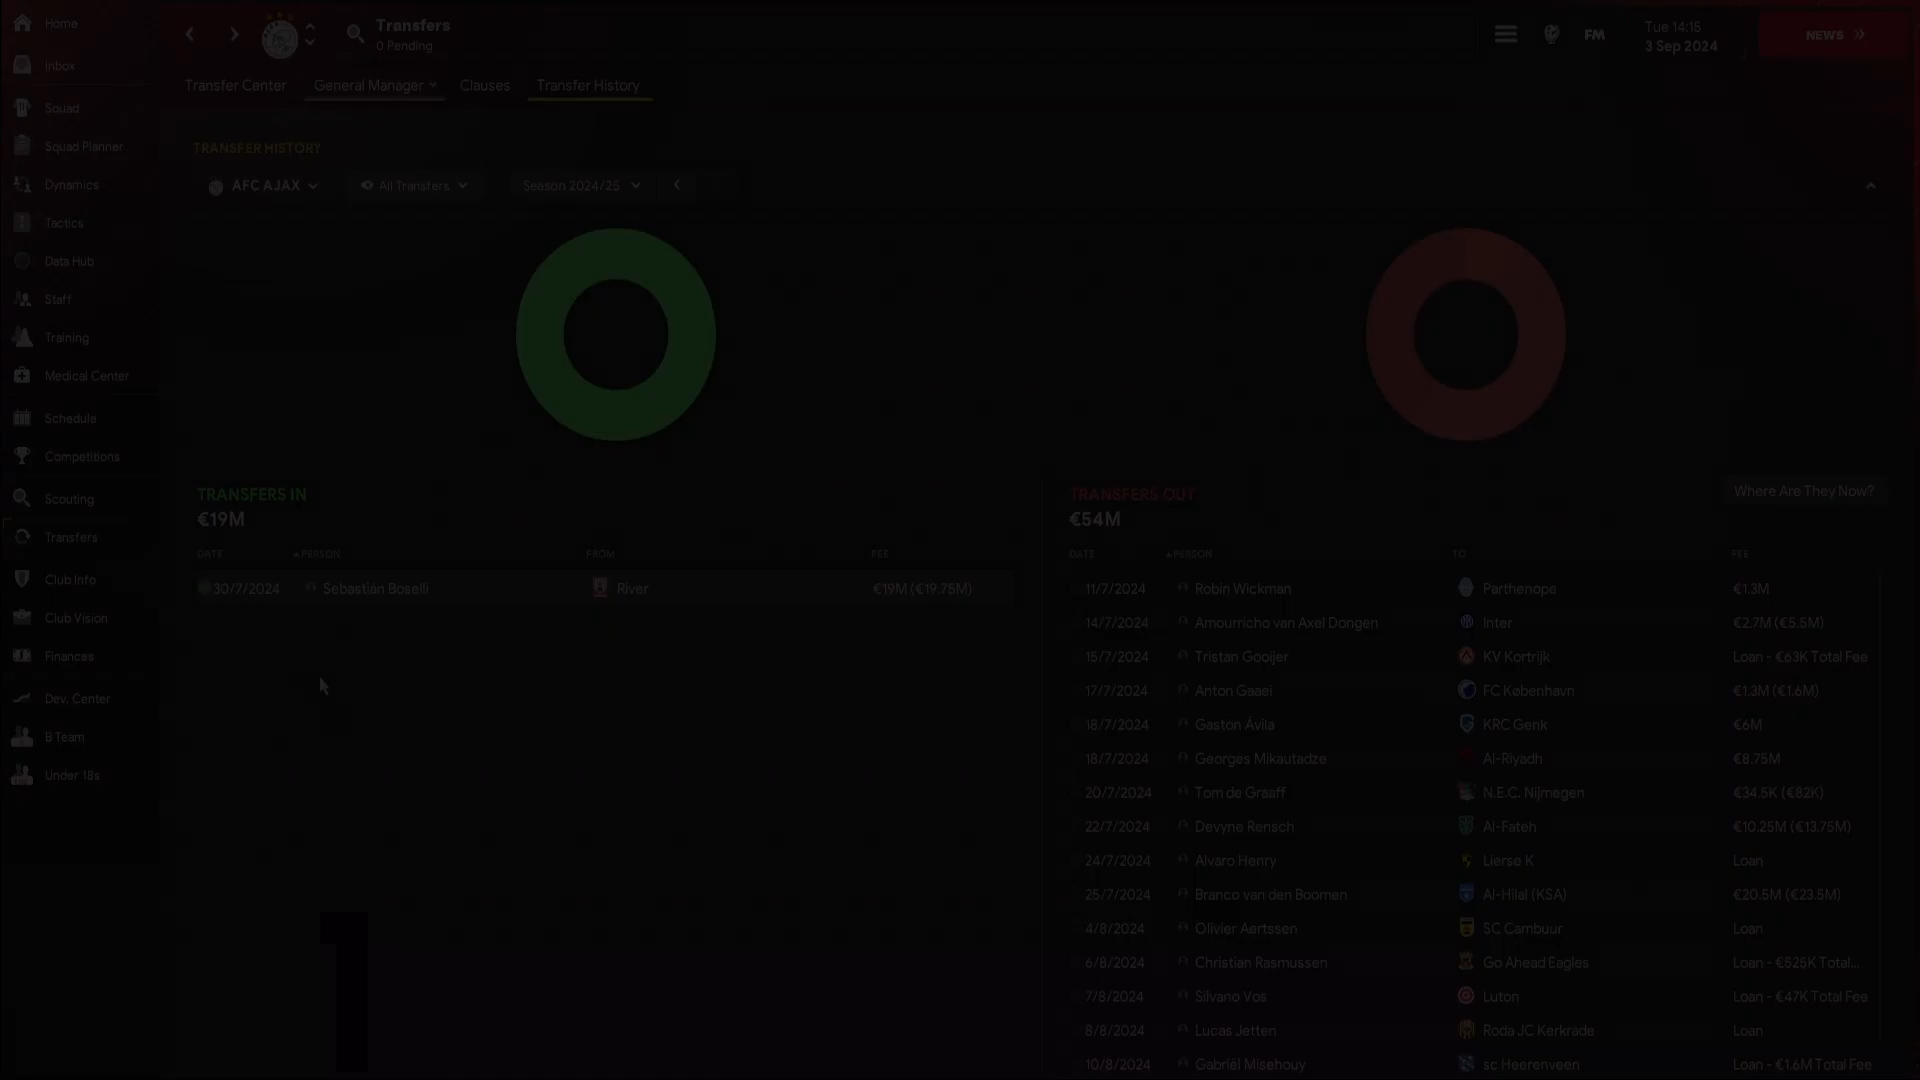 Home
Inbox
Squad
Squad Planner
Dynamics
Tactics
Data Hub
Staff
Training
Medical Center
Schedule
Competitions
Scouting
Transfers
Club Info
Club Vision
Finances
Dev. Center
B Team
Under 18s
Transfers
0 Pending
FM
Tue 14:15
3 Sep 2024
NEWS
Transfer Center General Manager Clauses Transfer History
TRANSFER HISTORY
AFC AJAX All Transfers Season 2024/25
TRANSFERS IN
€19M
DATE PERSON FROM FEE
30/7/2024 Sebastián Boselli River €19M (€19.75M)
TRANSFERS OUT
€54M
Where Are They Now?
DATE PERSON TO FEE
11/7/2024 Robin Wickman Parthenope €1.3M
14/7/2024 Amourricho van Axel Dongen Inter €2.7M (€5.5M)
15/7/2024 Tristan Gooijer KV Kortrijk Loan - €63K Total Fee
17/7/2024 Anton Gaaei FC København €1.3M (€1.6M)
18/7/2024 Gastón Ávila KRC Genk €6M
18/7/2024 Georges Mikautadze Al-Riyadh €8.75M
20/7/2024 Tom de Graaff N.E.C. Nijmegen €34.5K (€82K)
22/7/2024 Devyne Rensch Al-Fateh €10.25M (€13.75M)
24/7/2024 Alvaro Henry Lierse K Loan
25/7/2024 Branco van den Boomen Al-Hilal (KSA) €20.5M (€23.5M)
4/8/2024 Olivier Aertssen SC Cambuur Loan
6/8/2024 Christian Rasmussen Go Ahead Eagles Loan - €525K Total...
7/8/2024 Silvano Vos Luton Loan - €47K Total Fee
8/8/2024 Lucas Jetten Roda JC Kerkrade Loan
10/8/2024 Gabriël Misehouy sc Heerenveen Loan - €1.6M Total Fee